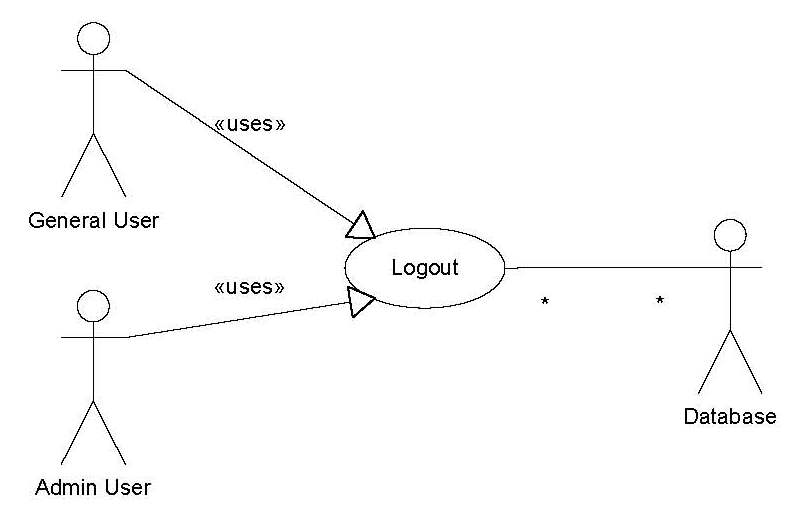 «uses»
General User
Logout
«uses»
* *
Database
Admin User